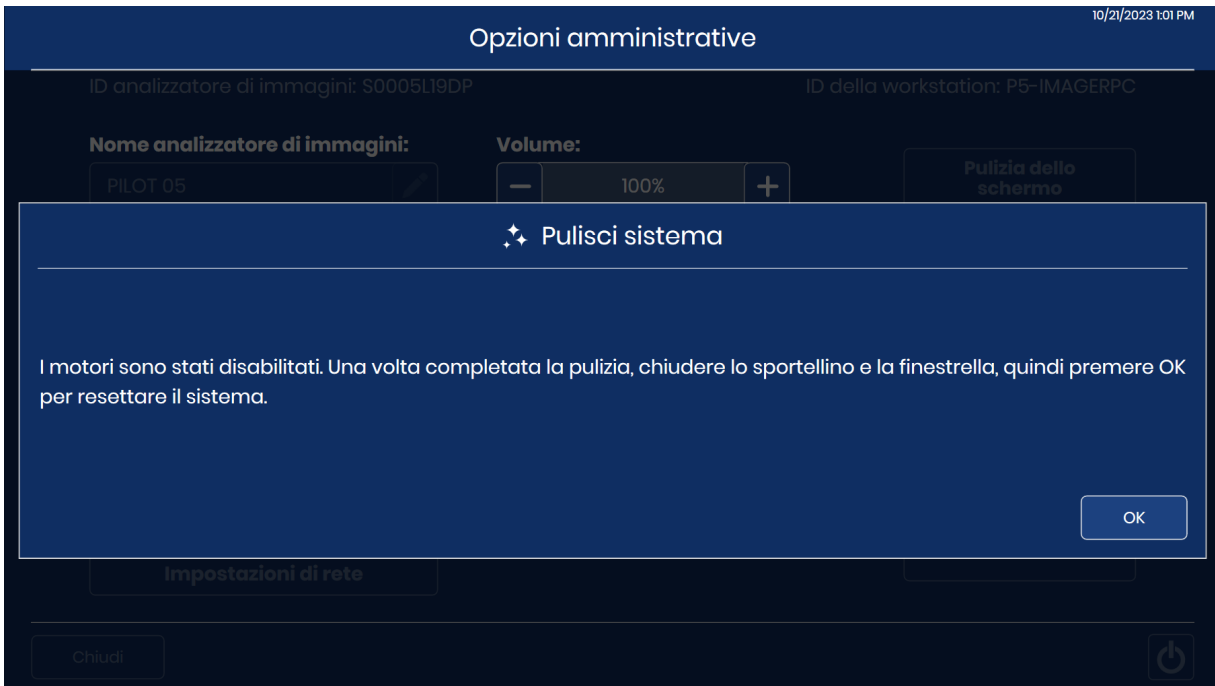 10/21/2023 1:01 PM
Opzioni amministrative
ID analizzatore di immagini: S0005L19DP
ID della workstation: P5-IMAGERPC
Nome analizzatore di immagini:
Volume:
PILOT 05
100%
Pulizia dello
schermo
Pulisci sistema
I motori sono stati disabilitati. Una volta completata la pulizia, chiudere lo sportellino e la finestrella, quindi premere OK
per resettare il sistema.
OK
Impostazioni di rete
Chiudi